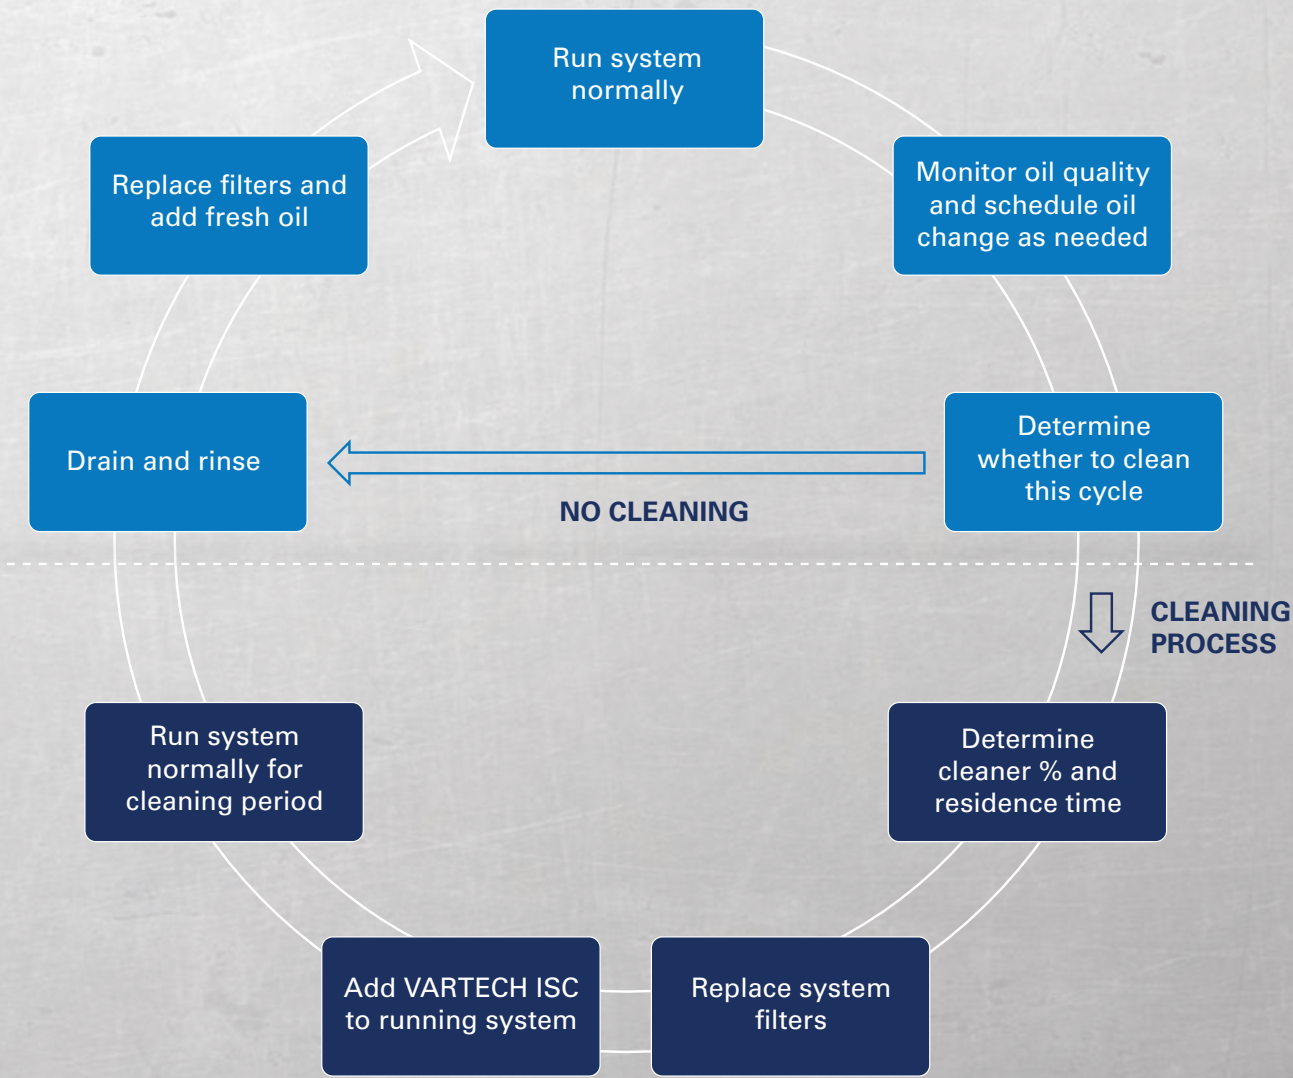 Run system
normally
Monitor oil quality
and schedule oil
change as needed
Determine
whether to clean
this cycle
NO CLEANING
CLEANING
PROCESS
Determine
cleaner % and
residence time
Replace system
filters
Add VARTECH ISC
to running system
Run system
normally for
cleaning period
Drain and rinse
Replace filters and
add fresh oil